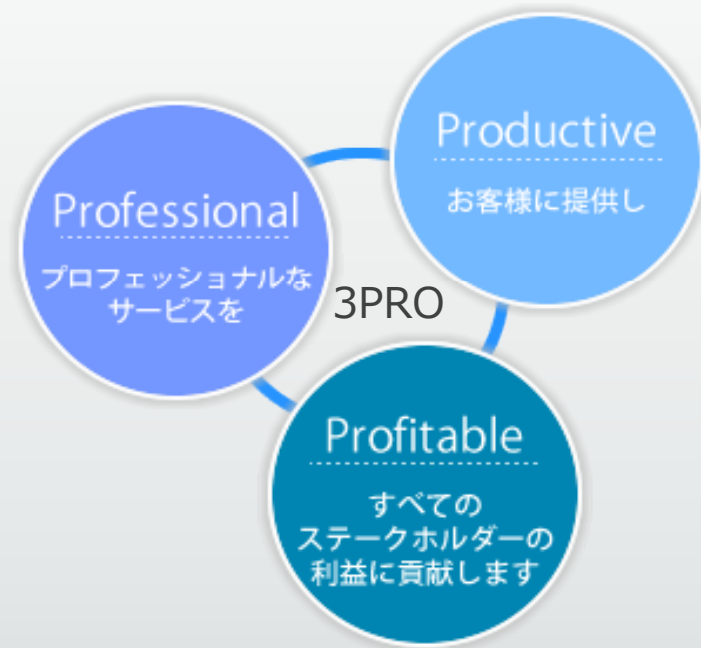 Professional
プロフェッショナルな
サービスを
Productive
お客様に提供し
3PRO
Profitable
すべての
ステークホルダーの
利益に貢献します